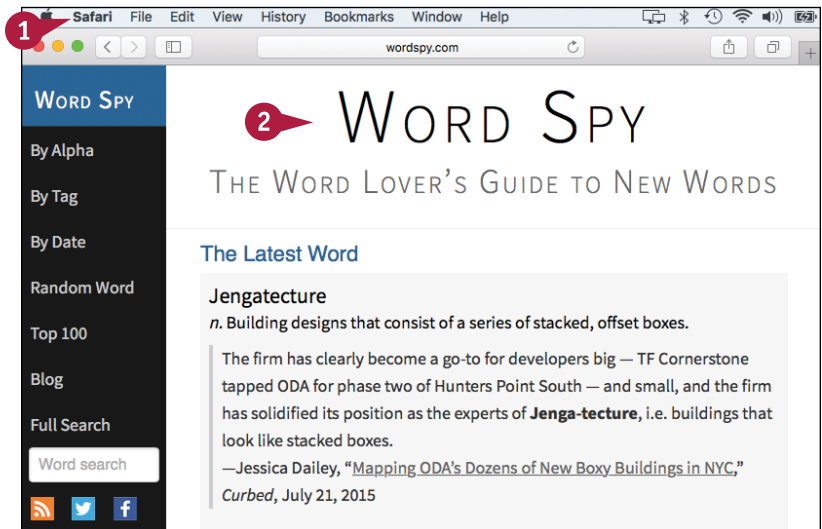 1
Safari File Edit View History Bookmarks Window Help
wordspy.com
WORD SPY
By Alpha
By Tag
By Date
Random Word
Top 100
Blog
Full Search
Word search
2
WORD SPY
THE WORD LOVER'S GUIDE TO NEW WORDS
The Latest Word
Jengatecture
n. Building designs that consist of a series of stacked, offset boxes.
The firm has clearly become a go-to for developers big — TF Cornerstone
tapped ODA for phase two of Hunters Point South — and small, and the firm
has solidified its position as the experts of Jenga-tecture, i.e. buildings that
look like stacked boxes.
—Jessica Dailey, “Mapping ODA’s Dozens of New Boxy Buildings in NYC,”
Curbed, July 21, 2015